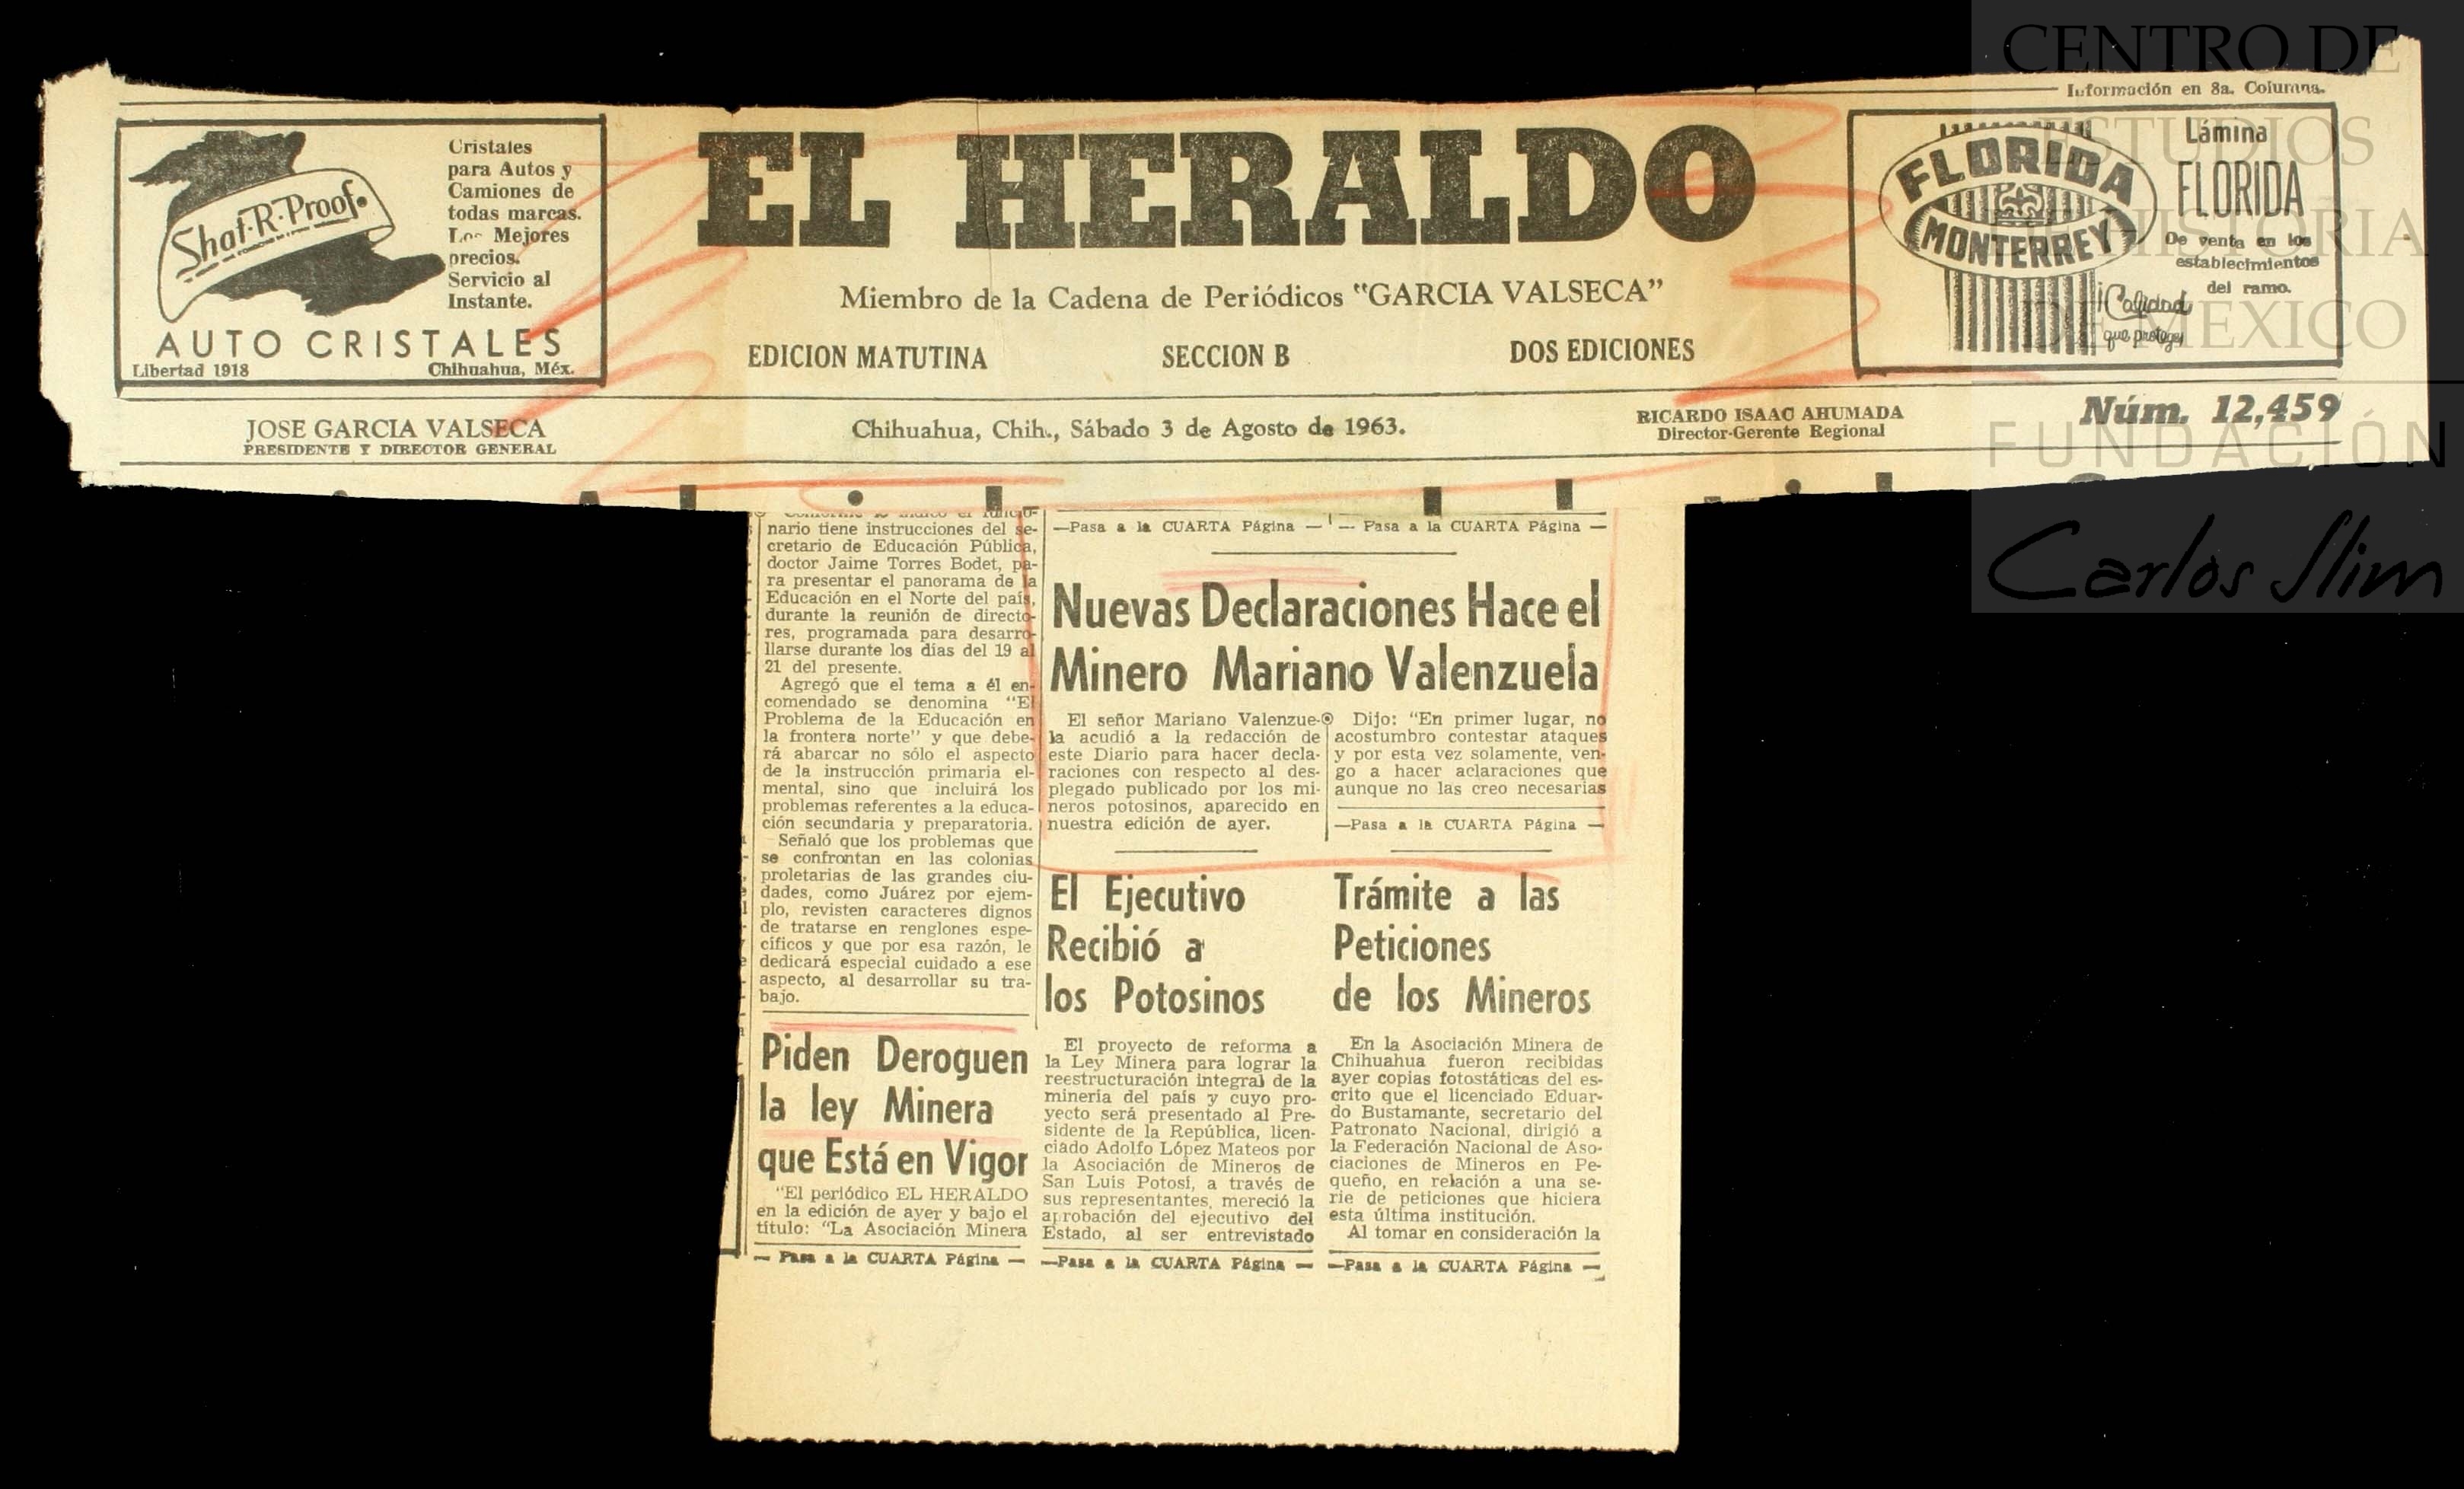 Información en 8a. Columna.
Shat-R-Proof.
Cristales
para Autos y
Camiones de
todas marcas.
Mejores
precios.
Servicio al
Instante.
AUTO CRISTALES
Libertad 1918
Chihuahua, Méx.
EL HERALDO
Miembro de la Cadena de Periódicos "GARCIA VALSECA"
EDICION MATUTINA
SECCION B
DOS EDICIONES
FLORIDA
MONTERREY
Lámina
FLORIDA
De venta en los
establecimientos
del ramo.
¡Calidad
que protege
JOSE GARCIA VALSECA
PRESIDENTE Y DIRECTOR GENERAL
Chihuahua, Chih., Sábado 3 de Agosto de 1963.
RICARDO ISAAC AHUMADA
Director-Gerente Regional
Núm. 12,459
nario tiene instrucciones del se-
cretario de Educación Pública,
doctor Jaime Torres Bodet, pa-
ra presentar el panorama de la
Educación en el Norte del país,
durante la reunión de directo-
res, programada para desarro-
llarse durante los días del 19 al
21 del presente.
Agregó que el tema a él en-
comendado se denomina "El
Problema de la Educación en
la frontera norte" y que debe-
rá abarcar no sólo el aspecto
de la instrucción primaria el-
mental, sino que incluirá los
problemas referentes a la educa-
ción secundaria y preparatoria.
Señaló que los problemas que
se confrontan en las colonias
proletarias de las grandes ciu-
dades, como Juárez por ejem-
plo, revisten caracteres dignos
de tratarse en renglones espe-
cíficos y que por esa razón, le
dedicará especial cuidado a ese
aspecto, al desarrollar su tra-
bajo.
Piden Deroguen
la ley Minera
que Está en Vigor
"El periódico EL HERALDO
en la edición de ayer y bajo el
título: "La Asociación Minera
— Pasa a la CUARTA Página —
—Pasa a la CUARTA Página —
— Pasa a la CUARTA Página —
Nuevas Declaraciones Hace el
Minero Mariano Valenzuela
El señor Mariano Valenzue-
la acudió a la redacción de
este Diario para hacer decla-
raciones con respecto al des-
plegado publicado por los mi-
neros potosinos, aparecido en
nuestra edición de ayer.
Dijo: "En primer lugar, no
acostumbro contestar ataques
y por esta vez solamente, ven-
go a hacer aclaraciones que
aunque no las creo necesarias
—Pasa a la CUARTA Página —
El Ejecutivo
Recibió a
los Potosinos
El proyecto de reforma a
la Ley Minera para lograr la
reestructuración integral de la
minería del país y cuyo pro-
yecto será presentado al Pre-
sidente de la República, licen-
ciado Adolfo López Mateos por
la Asociación de Mineros de
San Luis Potosí, a través de
sus representantes, mereció la
aprobación del ejecutivo del
Estado, al ser entrevistado
—Pasa a la CUARTA Página —
Trámite a las
Peticiones
de los Mineros
En la Asociación Minera de
Chihuahua fueron recibidas
ayer copias fotostáticas del es-
crito que el licenciado Eduar-
do Bustamante, secretario del
Patronato Nacional, dirigió a
la Federación Nacional de Aso-
ciaciones de Mineros en Pe-
queño, en relación a una se-
rie de peticiones que hiciera
esta última institución.
Al tomar en consideración la
—Pasa a la CUARTA Página —
CENTRO DE
ESTUDIOS
DE HISTORIA
DE MEXICO
FUNDACIÓN
Carlos Slim